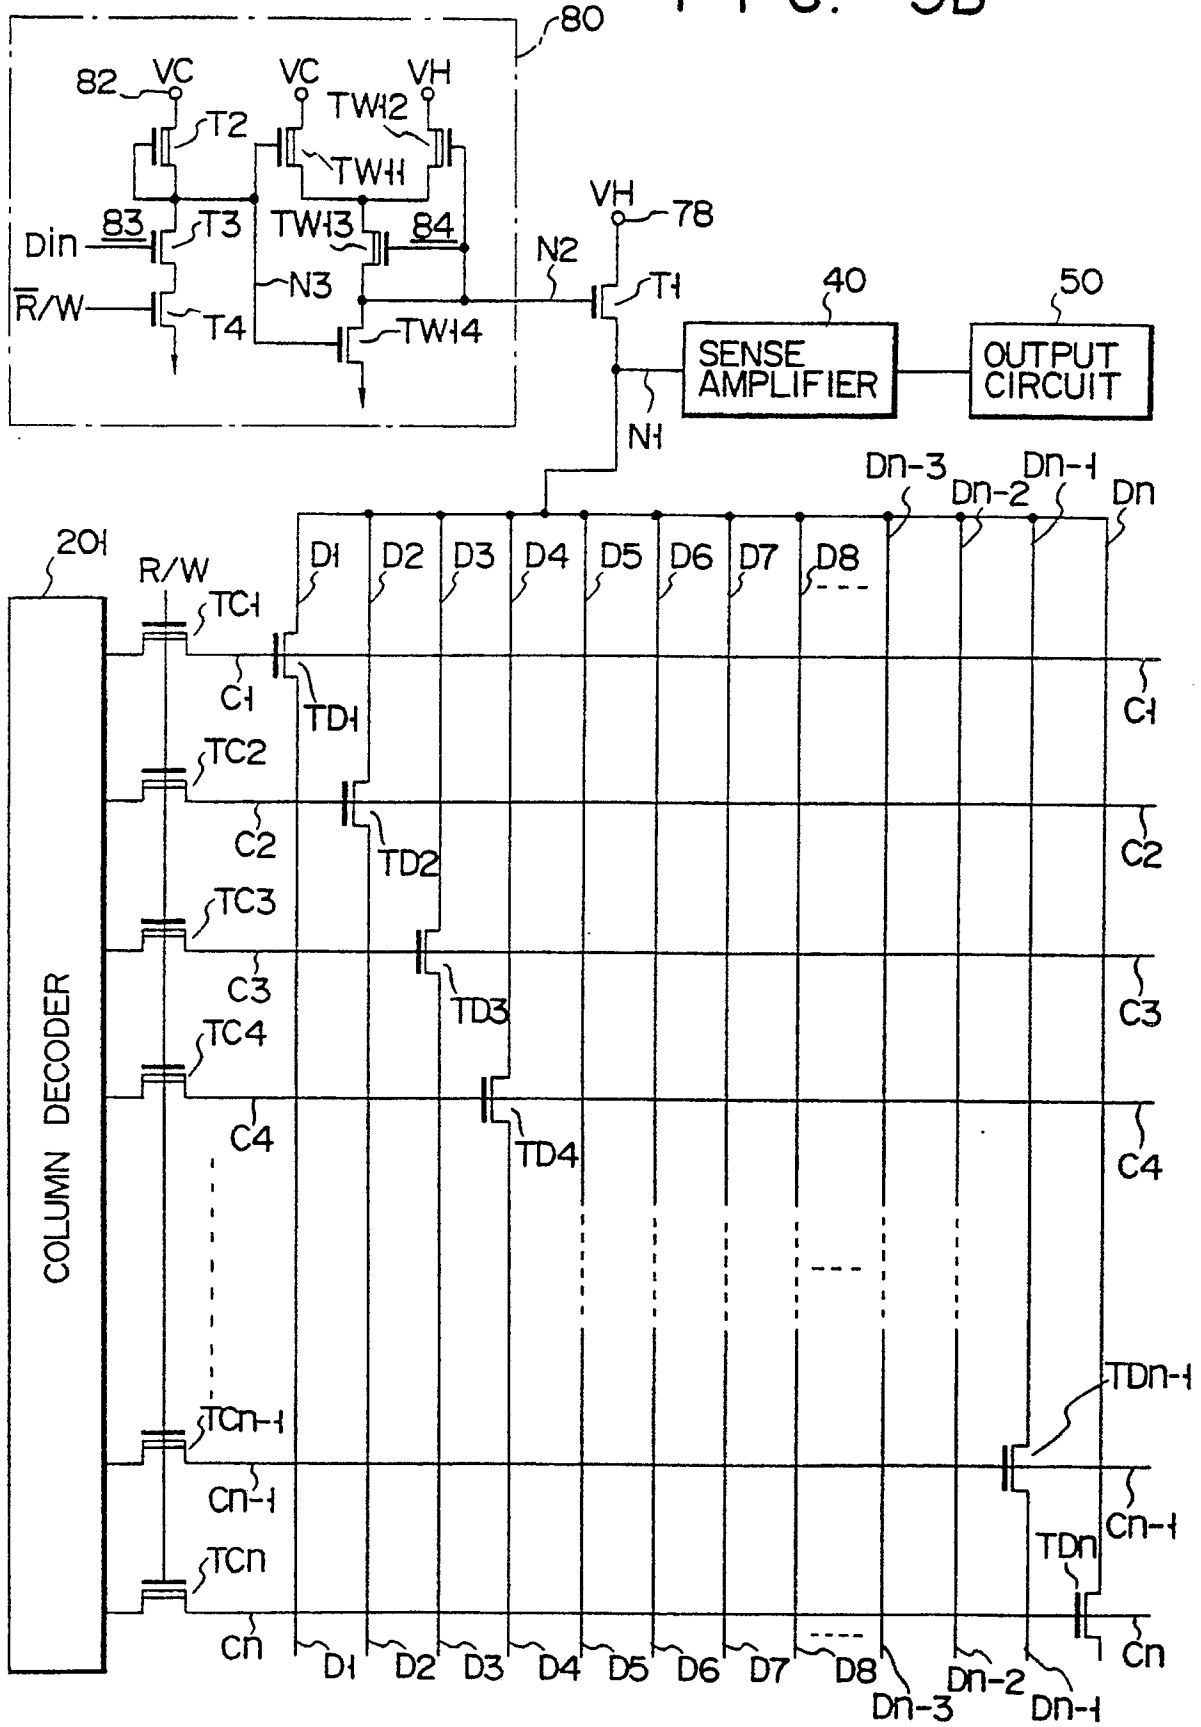 FIG. 9B
80
82
VC
VC
VH
T2
TW12
TW11
VH
78
Din
83
T3
TW13
84
N2
T1
R̅/W
T4
N3
TW14
40
50
SENSE
AMPLIFIER
OUTPUT
CIRCUIT
N1
Dn-3
Dn-2
Dn-1
Dn
201
R/W
D1
D2
D3
D4
D5
D6
D7
D8
TC1
C1
TD1
C1
TC2
C2
TD2
C2
TC3
C3
TD3
C3
TC4
C4
TD4
C4
COLUMN DECODER
TDn-1
TCn-1
Cn-1
Cn-1
TCn
TDn
Cn
Cn
D1
D2
D3
D4
D5
D6
D7
D8
Dn-3
Dn-2
Dn-1